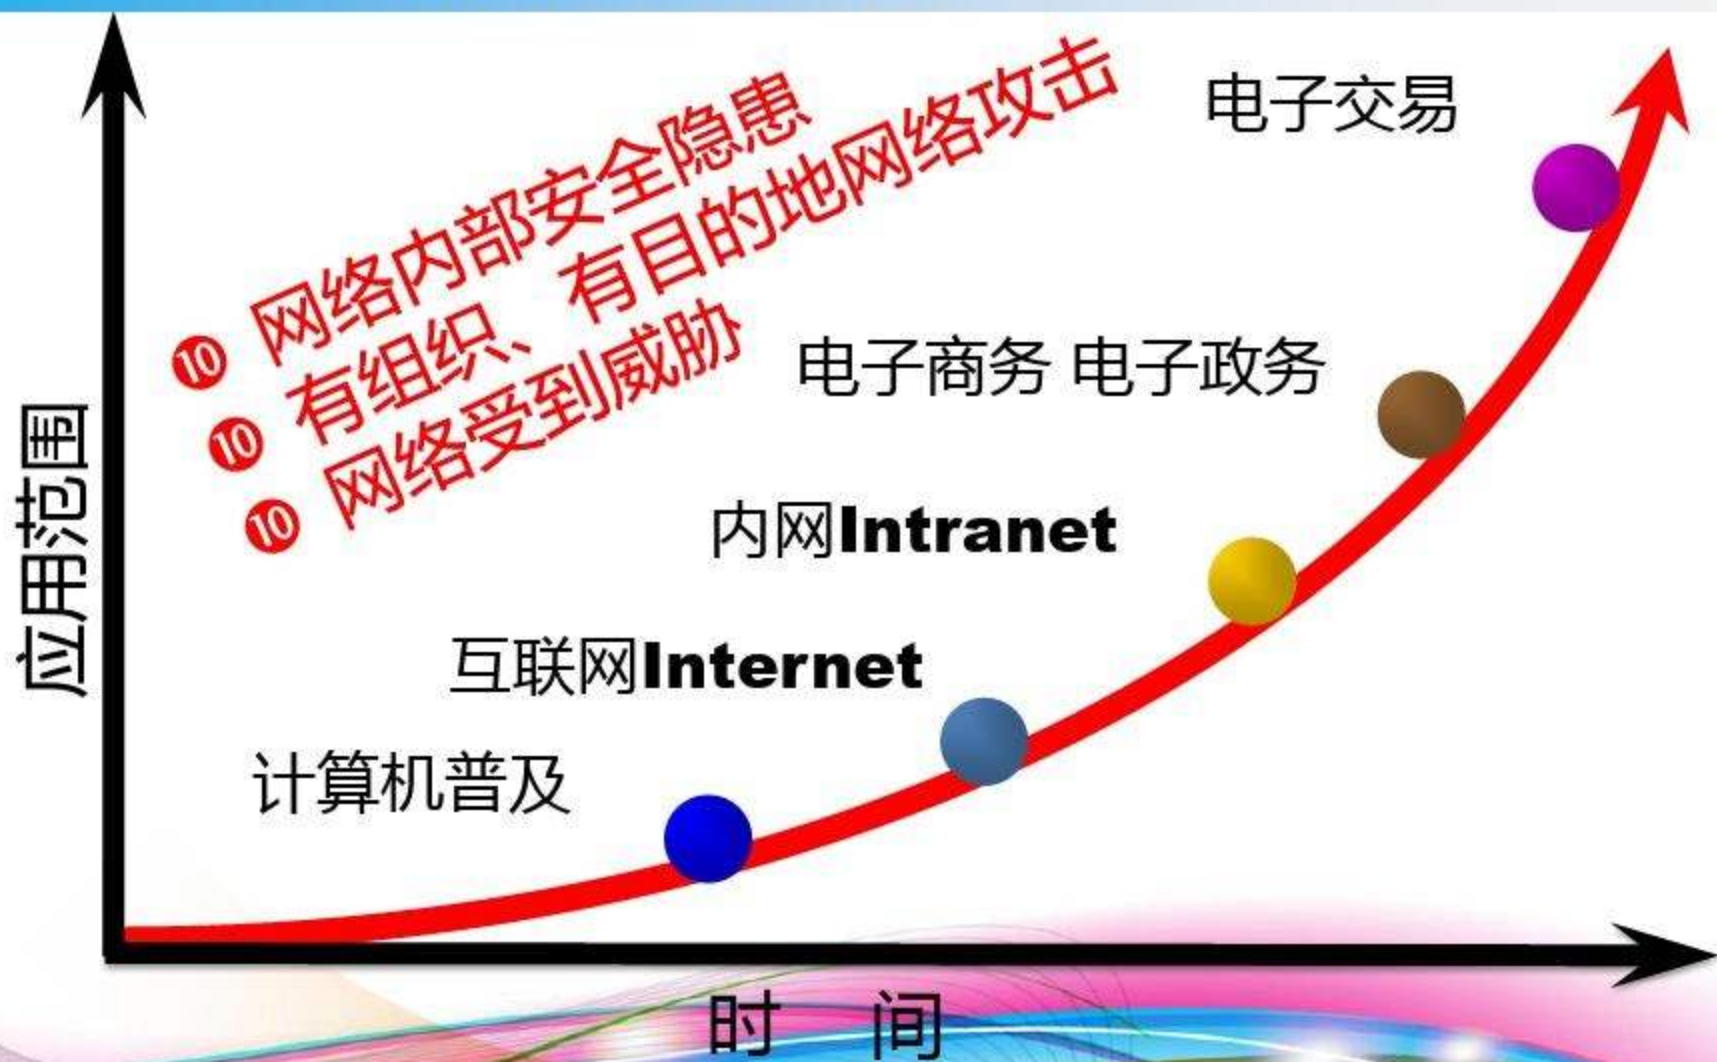 电子交易
❿ 网络内部安全隐患
❿ 有组织、有目的地网络攻击
❿ 网络受到威胁
电子商务 电子政务
内网Intranet
互联网Internet
计算机普及
应用范围
时 间